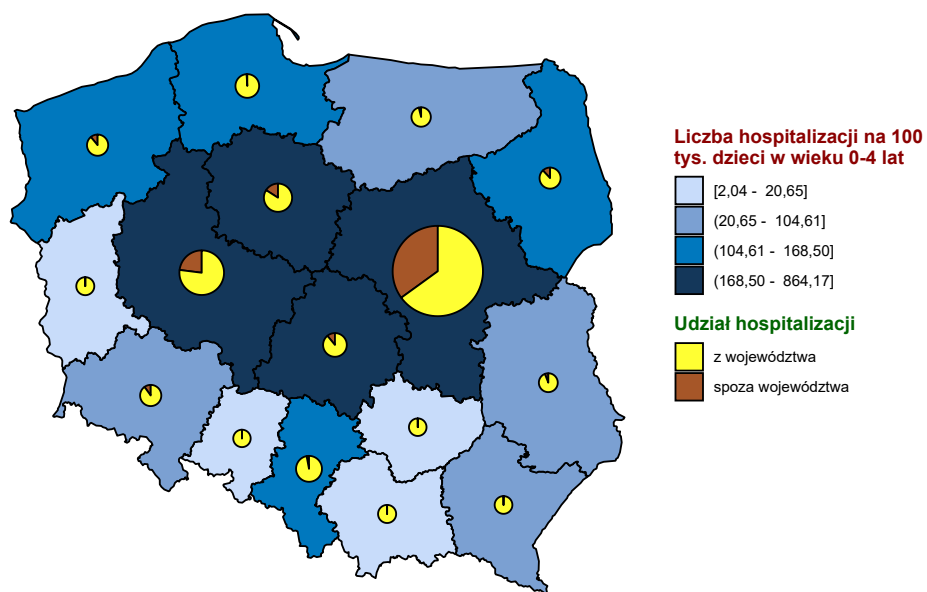 Liczba hospitalizacji na 100
tys. dzieci w wieku 0-4 lat
[2,04 - 20,65]
(20,65 - 104,61]
(104,61 - 168,50]
(168,50 - 864,17]
Udział hospitalizacji
z województwa
spoza województwa